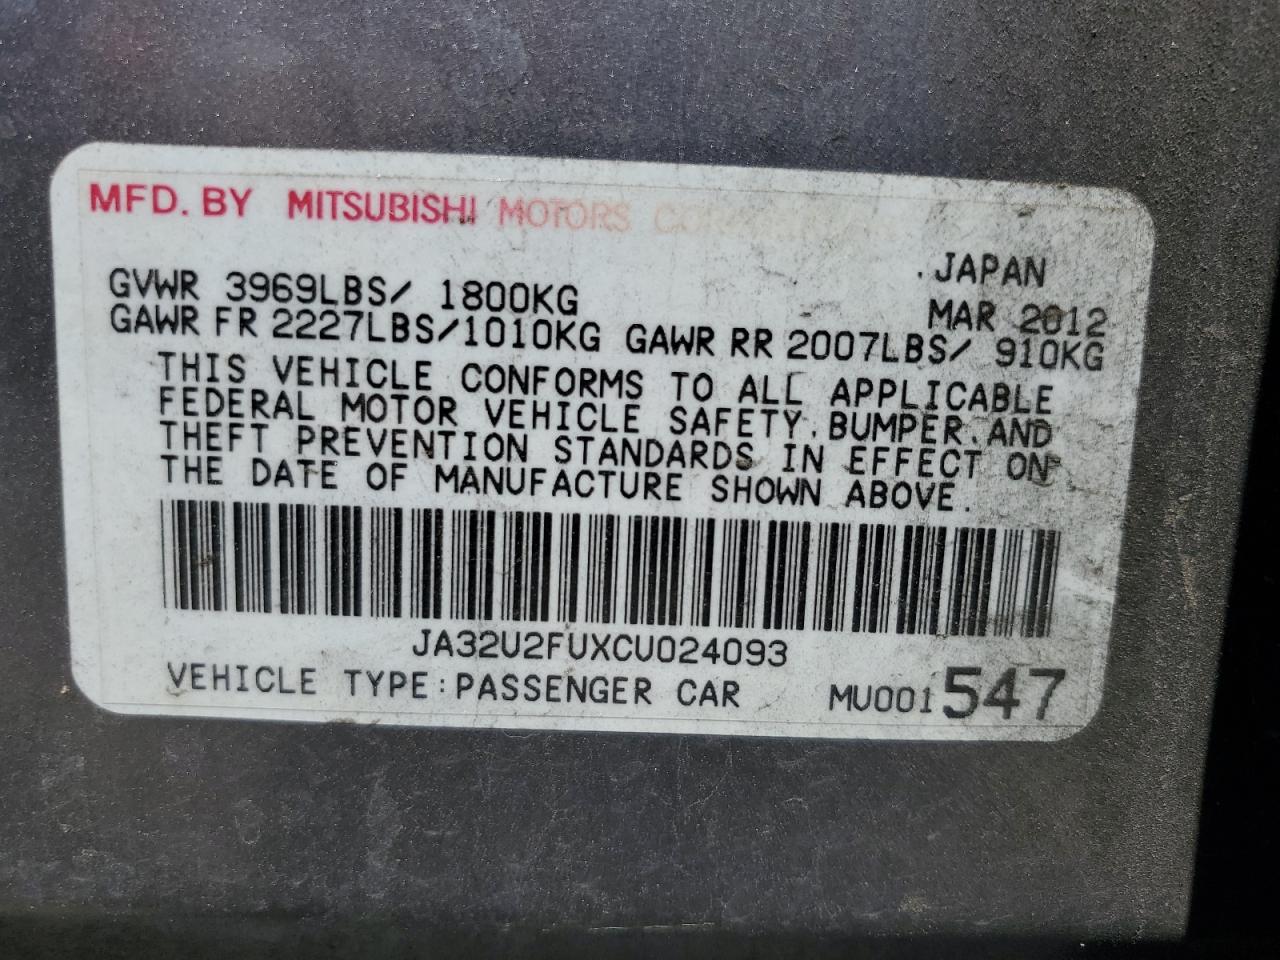 MFD. BY MITSUBISHI MOTORS CORPORATION
JAPAN
GVWR 3969LBS/ 1800KG MAR 2012
GAWR FR 2227LBS/1010KG GAWR RR 2007LBS/ 910KG
THIS VEHICLE CONFORMS TO ALL APPLICABLE
FEDERAL MOTOR VEHICLE SAFETY, BUMPER, AND
THEFT PREVENTION STANDARDS IN EFFECT ON
THE DATE OF MANUFACTURE SHOWN ABOVE.
JA32U2FUXCU024093
VEHICLE TYPE:PASSENGER CAR MU001547